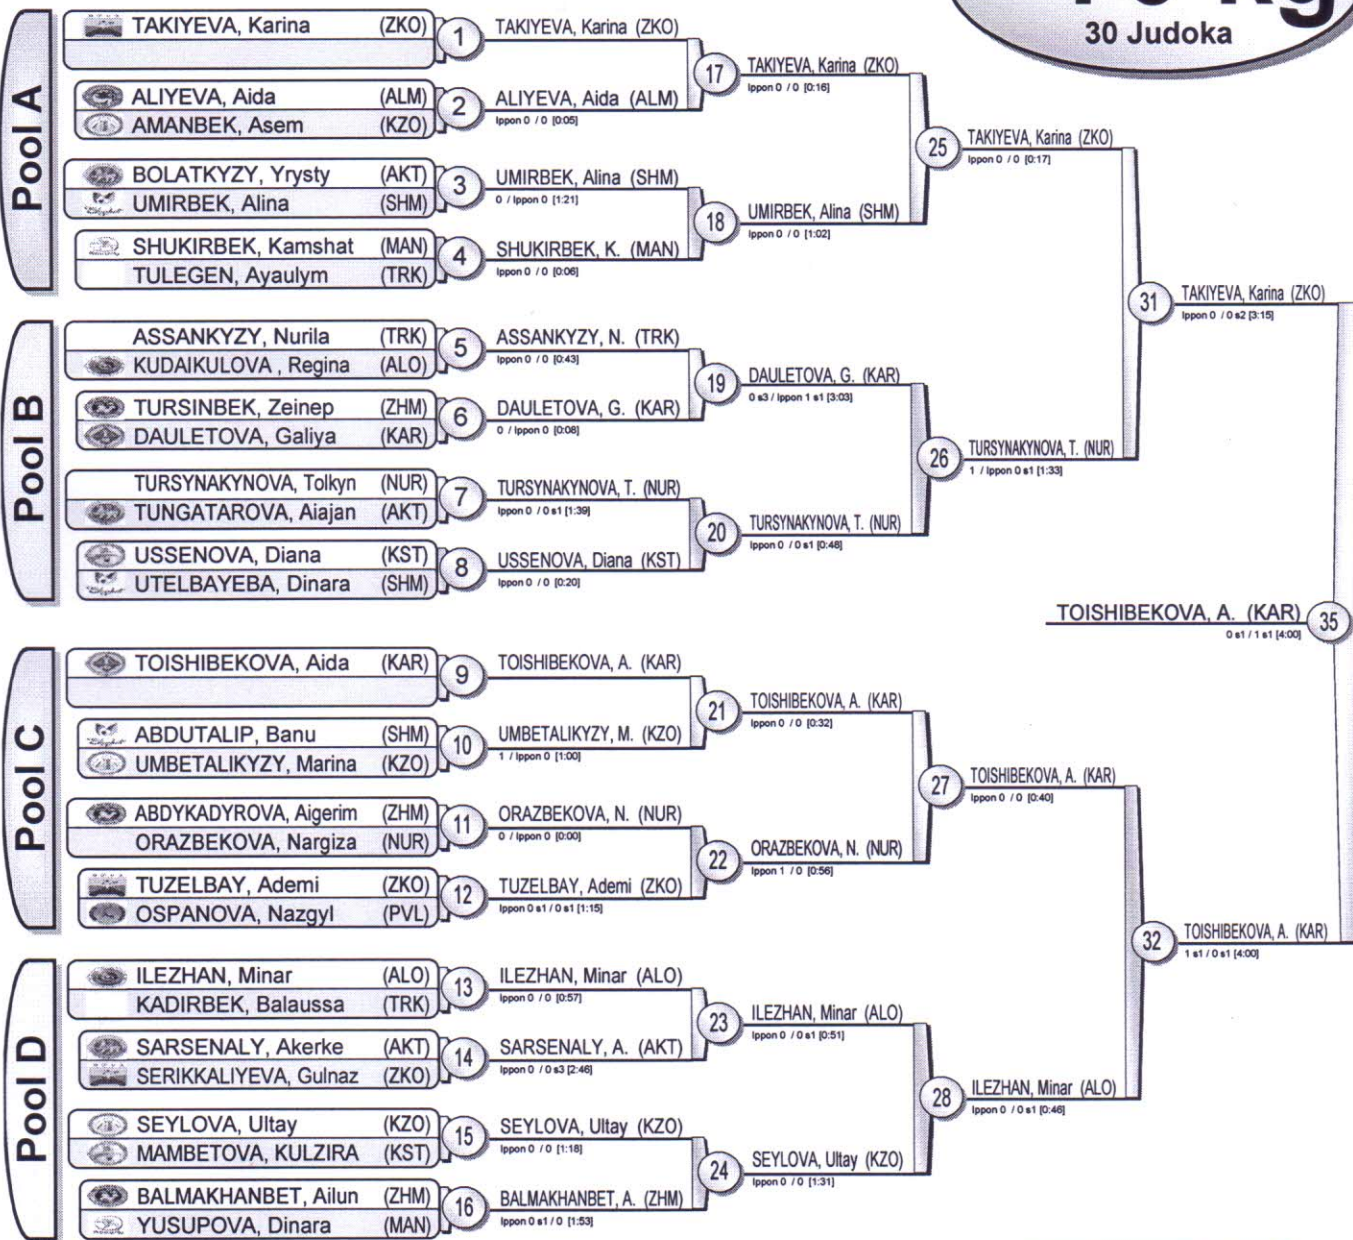 kg
30 Judoka
Pool A
TAKIYEVA, Karina (ZKO) 1
ALIYEVA, Aida (ALM) 2
AMANBEK, Asem (KZO)
BOLATKYZY, Yrysty (AKT) 3
UMIRBEK, Alina (SHM)
SHUKIRBEK, Kamshat (MAN) 4
TULEGEN, Ayaulym (TRK)
Pool B
ASSANKYZY, Nurila (TRK) 5
KUDAIKULOVA , Regina (ALO)
TURSINBEK, Zeinep (ZHM) 6
DAULETOVA, Galiya (KAR)
TURSYNAKYNOVA, Tolkyn (NUR) 7
TUNGATAROVA, Aiajan (AKT)
USSENOVA, Diana (KST) 8
UTELBAYEBA, Dinara (SHM)
Pool C
TOISHIBEKOVA, Aida (KAR) 9
ABDUTALIP, Banu (SHM) 10
UMBETALIKYZY, Marina (KZO)
ABDYKADYROVA, Aigerim (ZHM) 11
ORAZBEKOVA, Nargiza (NUR)
TUZELBAY, Ademi (ZKO) 12
OSPANOVA, Nazgyl (PVL)
Pool D
ILEZHAN, Minar (ALO) 13
KADIRBEK, Balaussa (TRK)
SARSENALY, Akerke (AKT) 14
SERIKKALIYEVA, Gulnaz (ZKO)
SEYLOVA, Ultay (KZO) 15
MAMBETOVA, KULZIRA (KST)
BALMAKHANBET, Ailun (ZHM) 16
YUSUPOVA, Dinara (MAN)
TAKIYEVA, Karina (ZKO)
ALIYEVA, Aida (ALM)
Ippon 0 / 0 [0:05]
17
UMIRBEK, Alina (SHM)
0 / Ippon 0 [1:21]
SHUKIRBEK, K. (MAN)
Ippon 0 / 0 [0:06]
18
ASSANKYZY, N. (TRK)
Ippon 0 / 0 [0:43]
DAULETOVA, G. (KAR)
0 / Ippon 0 [0:08]
19
TURSYNAKYNOVA, T. (NUR)
Ippon 0 / 0 s1 [1:39]
USSENOVA, Diana (KST)
Ippon 0 / 0 [0:20]
20
TOISHIBEKOVA, A. (KAR)
UMBETALIKYZY, M. (KZO)
1 / Ippon 0 [1:00]
21
ORAZBEKOVA, N. (NUR)
0 / Ippon 0 [0:00]
TUZELBAY, Ademi (ZKO)
Ippon 0 s1 / 0 s1 [1:15]
22
ILEZHAN, Minar (ALO)
Ippon 0 / 0 [0:57]
SARSENALY, A. (AKT)
Ippon 0 / 0 s3 [2:46]
23
SEYLOVA, Ultay (KZO)
Ippon 0 / 0 [1:18]
BALMAKHANBET, A. (ZHM)
Ippon 0 s1 / 0 [1:53]
24
TAKIYEVA, Karina (ZKO)
Ippon 0 / 0 [0:16]
UMIRBEK, Alina (SHM)
Ippon 0 / 0 [1:02]
25
DAULETOVA, G. (KAR)
0 s3 / Ippon 1 s1 [3:03]
TURSYNAKYNOVA, T. (NUR)
Ippon 0 / 0 s1 [0:48]
26
TOISHIBEKOVA, A. (KAR)
Ippon 0 / 0 [0:32]
ORAZBEKOVA, N. (NUR)
Ippon 1 / 0 [0:56]
27
ILEZHAN, Minar (ALO)
Ippon 0 / 0 s1 [0:51]
SEYLOVA, Ultay (KZO)
Ippon 0 / 0 [1:31]
28
TAKIYEVA, Karina (ZKO)
Ippon 0 / 0 [0:17]
TURSYNAKYNOVA, T. (NUR)
1 / Ippon 0 s1 [1:33]
31
TOISHIBEKOVA, A. (KAR)
Ippon 0 / 0 [0:40]
ILEZHAN, Minar (ALO)
Ippon 0 / 0 s1 [0:46]
32
TAKIYEVA, Karina (ZKO)
Ippon 0 / 0 s2 [3:15]
TOISHIBEKOVA, A. (KAR)
1 s1 / 0 s1 [4:00]
TOISHIBEKOVA, A. (KAR) 35
0 s1 / 1 s1 [4:00]